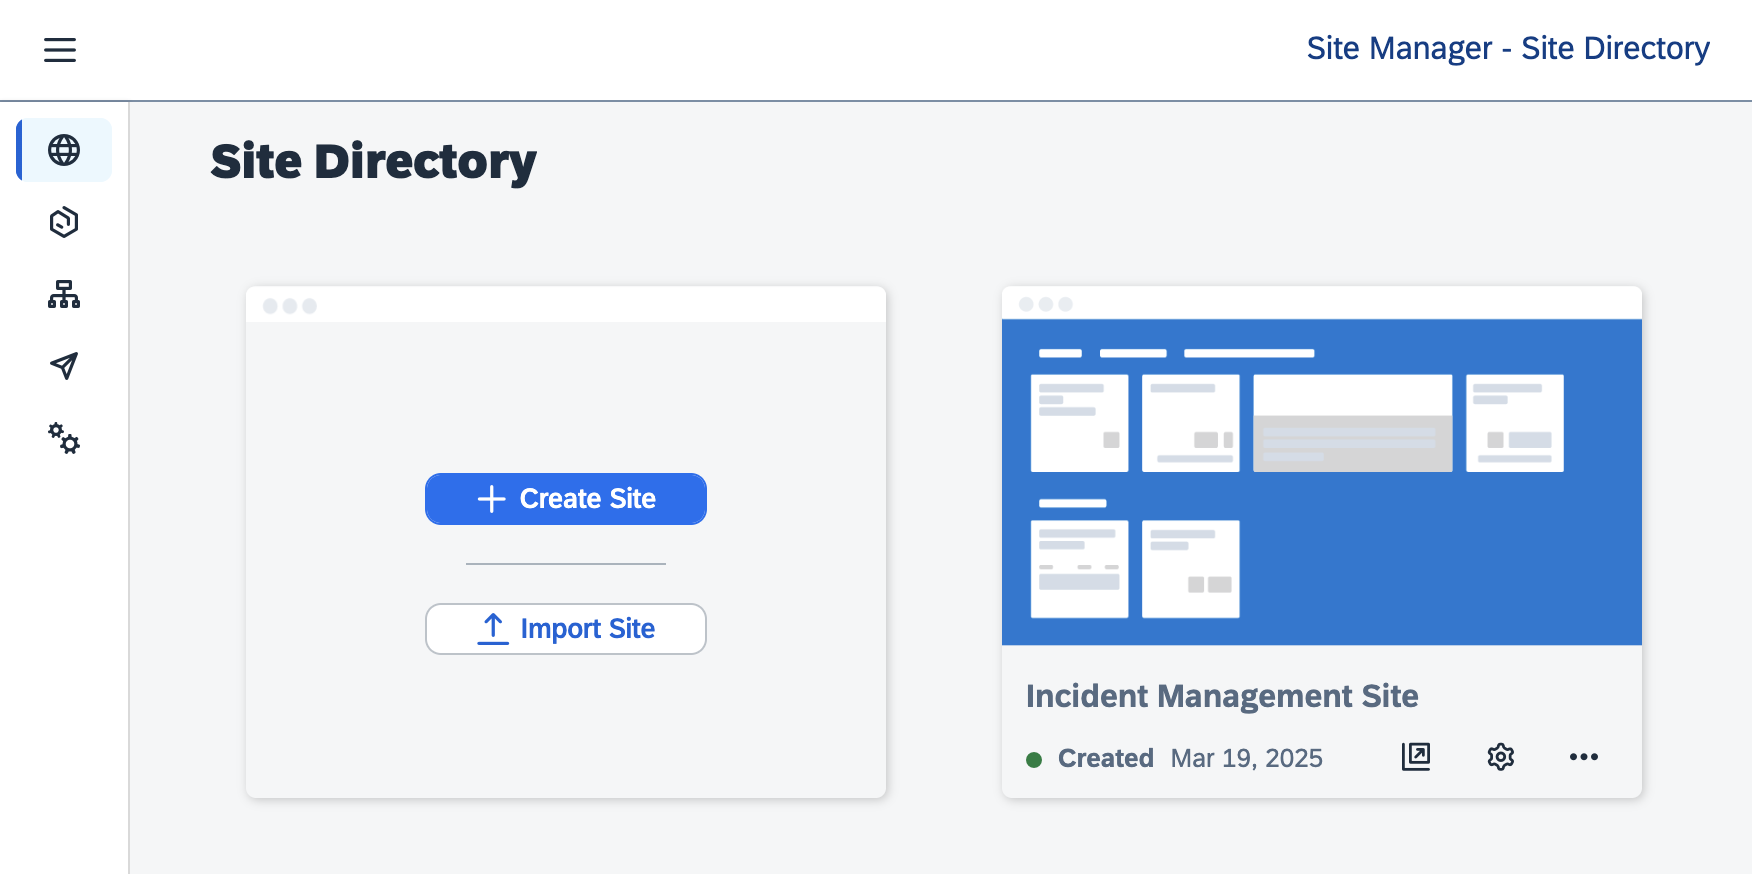 Site Manager - Site Directory
Site Directory
Create Site
Import Site
Incident Management Site
Created Mar 19, 2025